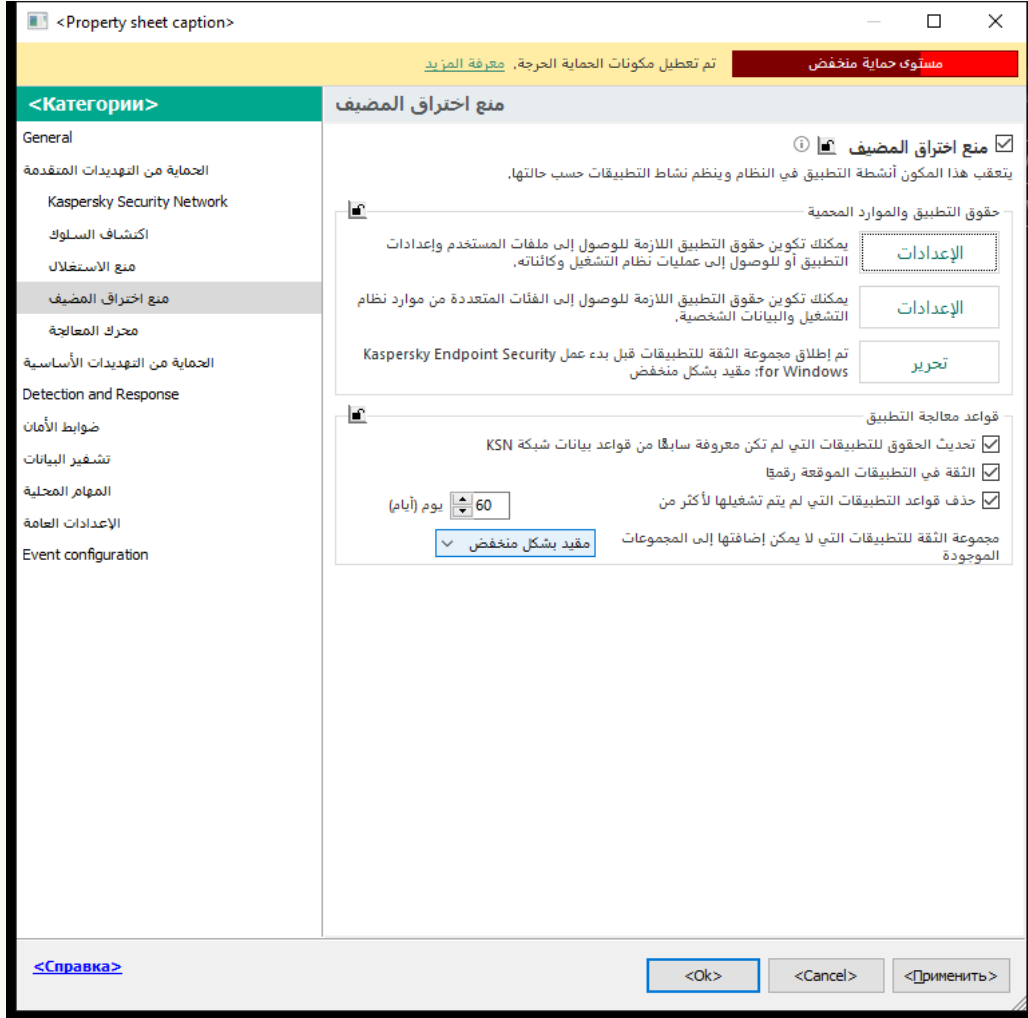 <Property sheet caption>
تم تعطيل مكونات الحماية الحرجة. معرفة المزيد
مستوى حماية منخفض
<Категории>
General
الحماية من التهديدات المتقدمة
Kaspersky Security Network
اكتشاف السلوك
منع الاستغلال
منع اختراق المضيف
محرك المعالجة
الحماية من التهديدات الأساسية
Detection and Response
ضوابط الأمان
تشفير البيانات
المهام المحلية
الإعدادات العامة
Event configuration
منع اختراق المضيف
منع اختراق المضيف
يتعقب هذا المكون أنشطة التطبيق في النظام وينظم نشاط التطبيقات حسب حالتها.
حقوق التطبيق والموارد المحمية
الإعدادات
يمكنك تكوين حقوق التطبيق اللازمة للوصول إلى ملفات المستخدم وإعدادات
التطبيق أو للوصول إلى عمليات نظام التشغيل وكائناته.
الإعدادات
يمكنك تكوين حقوق التطبيق اللازمة للوصول إلى الفئات المتعددة من موارد نظام
التشغيل والبيانات الشخصية.
تحرير
تم إطلاق مجموعة الثقة للتطبيقات قبل بدء عمل Kaspersky Endpoint Security
for Windows: مقيد بشكل منخفض
قواعد معالجة التطبيق
تحديث الحقوق للتطبيقات التي لم تكن معروفة سابقًا من قواعد بيانات شبكة KSN
الثقة في التطبيقات الموقعة رقميًا
حذف قواعد التطبيقات التي لم يتم تشغيلها لأكثر من 60 يوم (أيام)
مجموعة الثقة للتطبيقات التي لا يمكن إضافتها إلى المجموعات
الموجودة
مقيد بشكل منخفض
<Справка>
<Ok>
<Cancel>
<Применить>